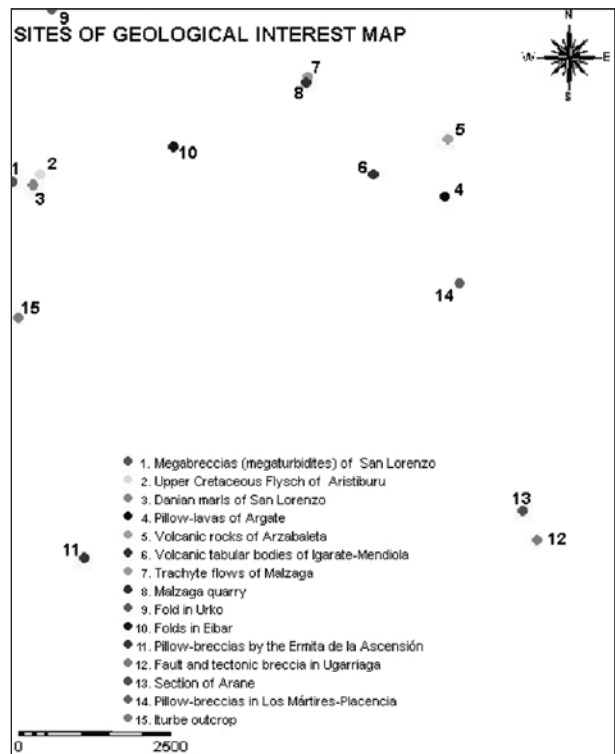 9
SITES OF GEOLOGICAL INTEREST MAP
N
W E
S
7
8
5
10
1 2
6
3
4
14
15
1. Megabreccias (megaturbidites) of San Lorenzo
2. Upper Cretaceous Flysch of Aristiburu
3. Danian marls of San Lorenzo
4. Pillow-lavas of Argate
5. Volcanic rocks of Arzabaleta
6. Volcanic tabular bodies of Igarate-Mendiola
7. Trachyte flows of Malzaga
8. Malzaga quarry
9. Fold in Urko
10. Folds in Eibar
11. Pillow-breccias by the Ermita de la Ascensión
12. Fault and tectonic breccia in Ugarriaga
13. Section of Arane
14. Pillow-breccias in Los Mártires-Placencia
15. Iturbe outcrop
13
12
11
0 2500